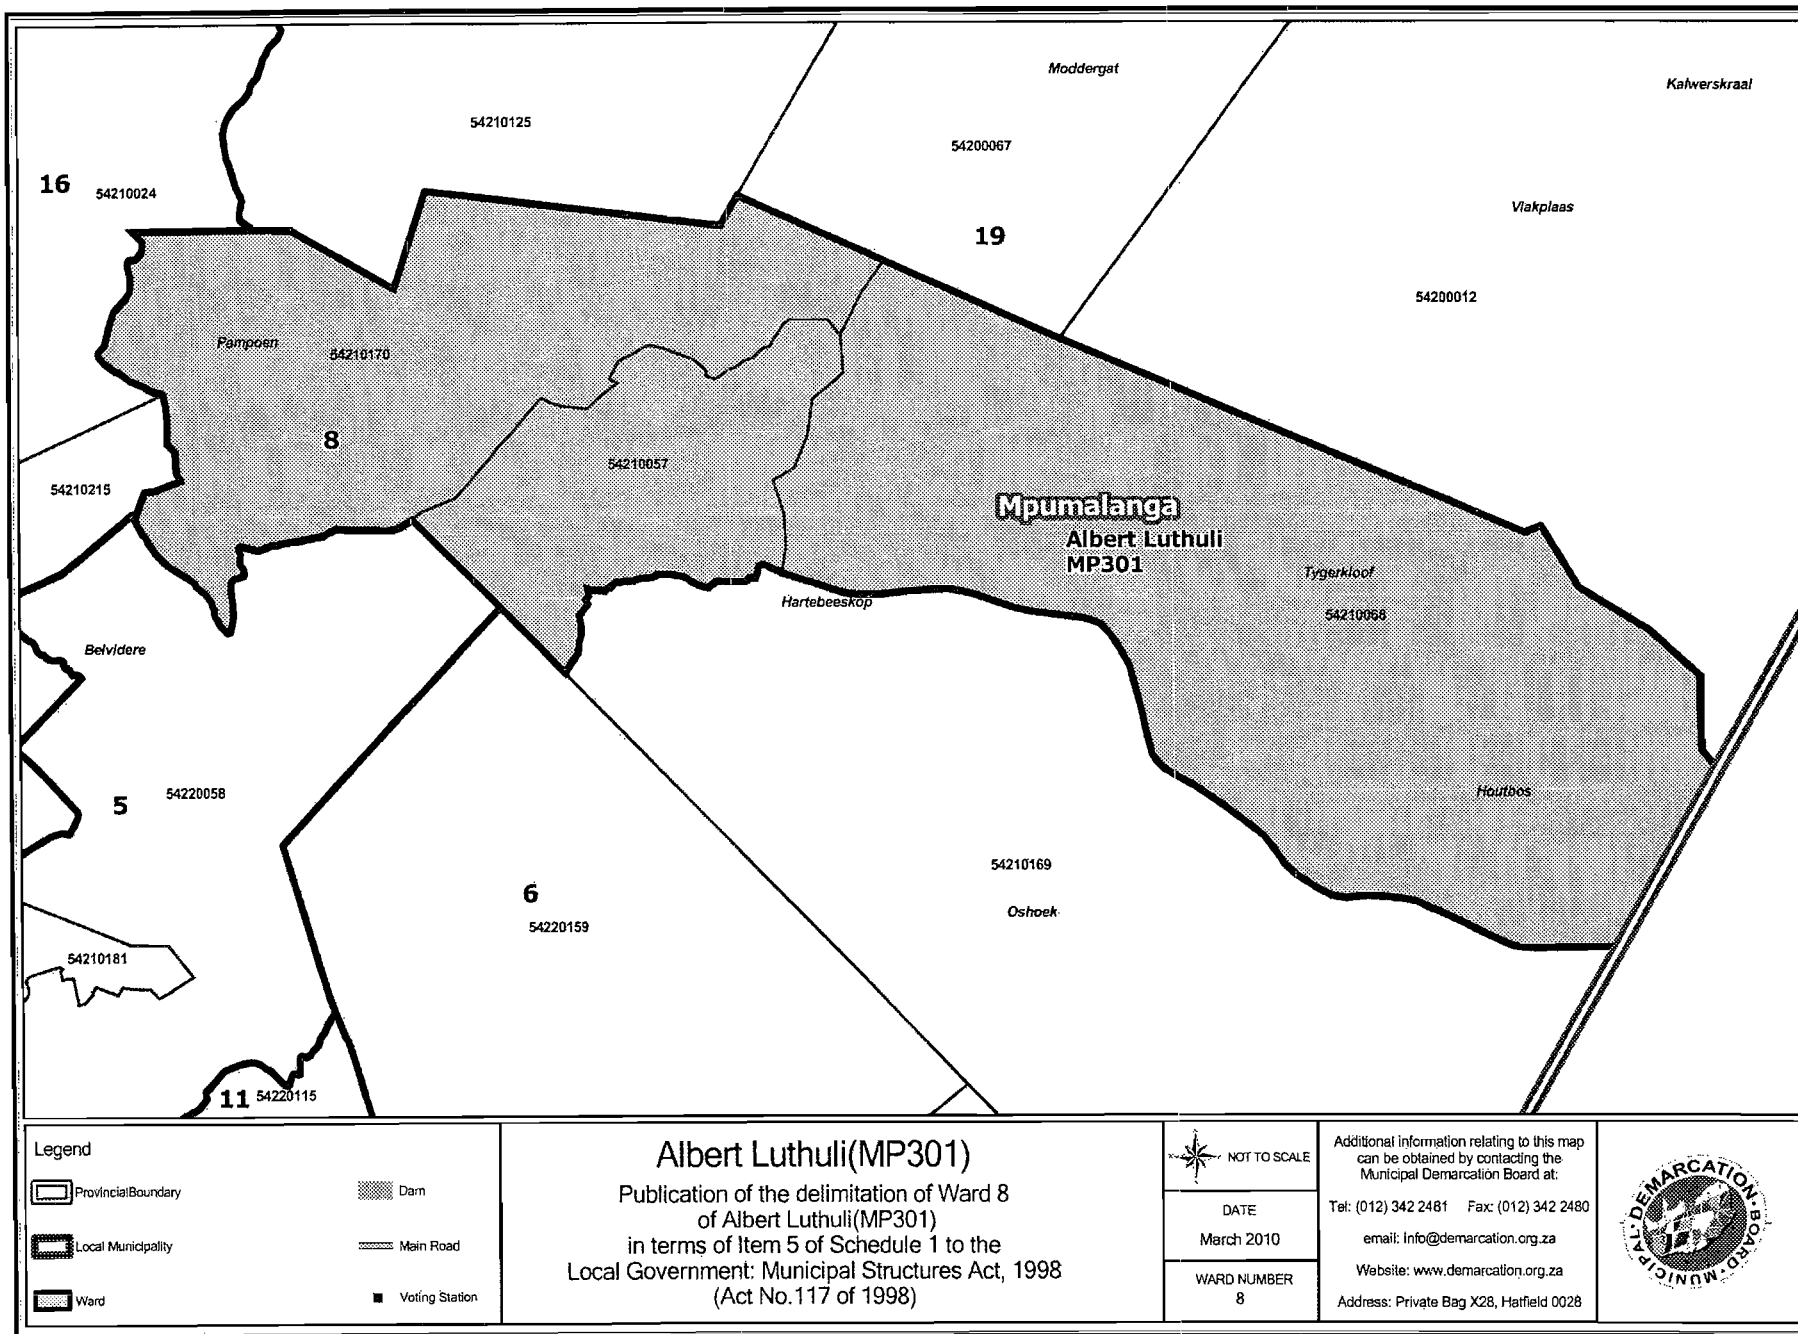 Moddergat
Kalwerskraal
54210125
54200067
16
54210024
Vlakplaas
19
54200012
Pampoen
54210170
8
54210057
54210215
Mpumalanga
Albert Luthuli
MP301
Tygerkloof
Hartebeeskop
54210068
Belvidere
Houtbos
5
54220058
54210169
6
Oshoek
54220159
54210181
11
54220115
Legend
ProvincialBoundary
Dam
Local Municipality
Main Road
Ward
Voting Station
Albert Luthuli(MP301)
Publication of the delimitation of Ward 8
of Albert Luthuli(MP301)
in terms of Item 5 of Schedule 1 to the
Local Government: Municipal Structures Act, 1998
(Act No.117 of 1998)
NOT TO SCALE
DATE
March 2010
WARD NUMBER
8
Additional information relating to this map
can be obtained by contacting the
Municipal Demarcation Board at:
Tel: (012) 342 2481 Fax: (012) 342 2480
email: info@demarcation.org.za
Website: www.demarcation.org.za
Address: Private Bag X28, Hatfield 0028
MUNICIPAL · DEMARCATION · BOARD ·